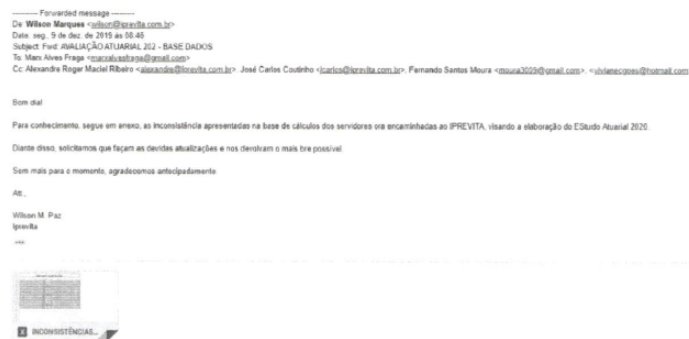 ---------- Forwarded message ---------
De: Wilson Marques <wilson@iprevita.com.br>
Date: seg., 9 de dez. de 2019 às 08:46
Subject: Fwd: AVALIAÇÃO ATUARIAL 202 - BASE DADOS
To: Marx Alves Fraga <marxalvesfraga@gmail.com>
Cc: Alexandre Roger Maciel Ribeiro <alexandre@iprevita.com.br>, José Carlos Coutinho <jcarlos@iprevita.com.br>, Fernando Santos Moura <moura3005@gmail.com>, <vivianecgoes@hotmail.com>
Bom dia!
Para conhecimento, segue em anexo, as inconsistência apresentadas na base de cálculos dos servidores ora encaminhadas ao IPREVITA, visando a elaboração do EStudo Atuarial 2020.
Diante disso, solicitamos que façam as devidas atualizações e nos devolvam o mais bre possível.
Sem mais para o momento, agradecemos antecipadamente.
Att.,
Wilson M. Paz
Iprevita
X INCONSISTÊNCIAS...